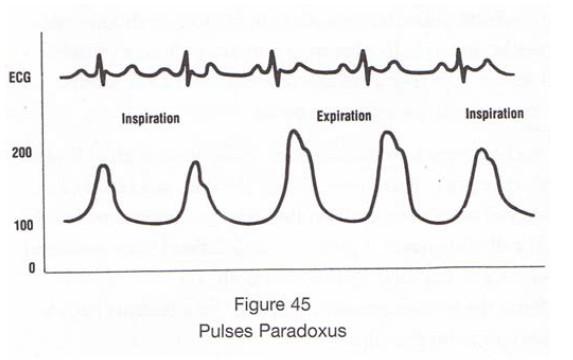 ECG
Inspiration
Expiration
Inspiration
200
100
0
Figure 45
Pulses Paradoxus